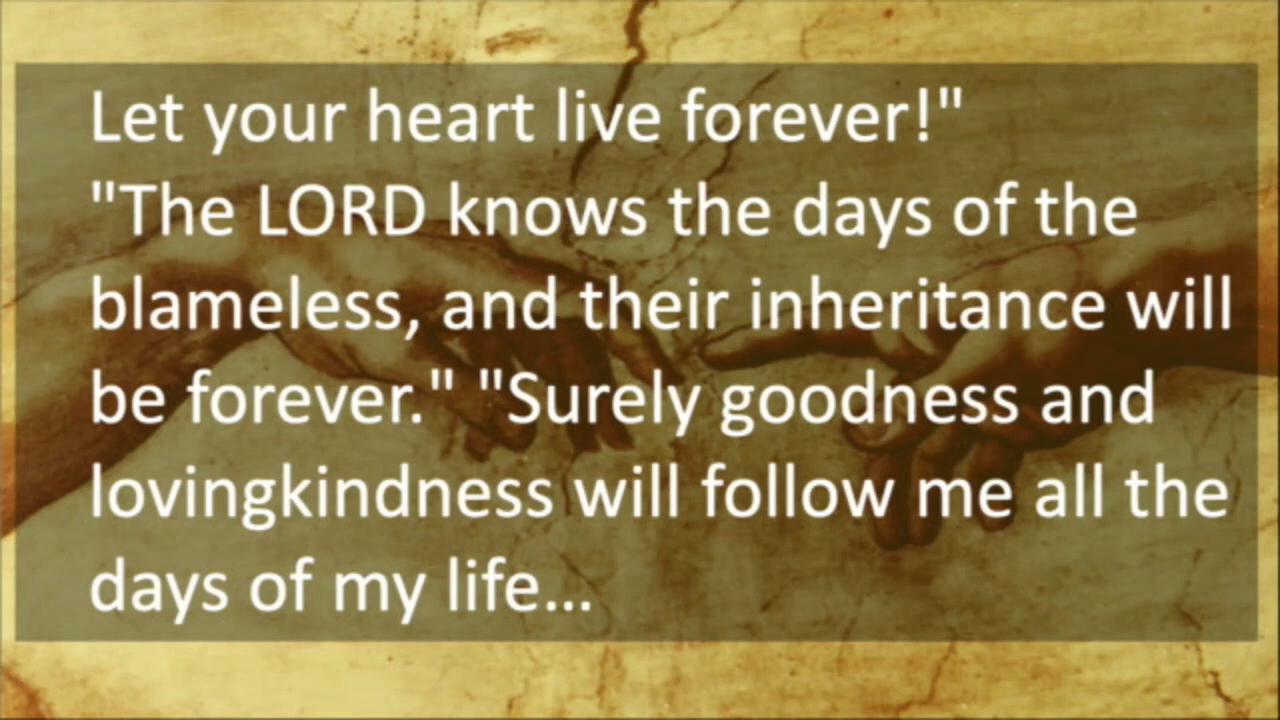 Let your heart live forever!"
"The LORD knows the days of the
blameless, and their inheritance will
be forever." "Surely goodness and
lovingkindness will follow me all the
days of my life...